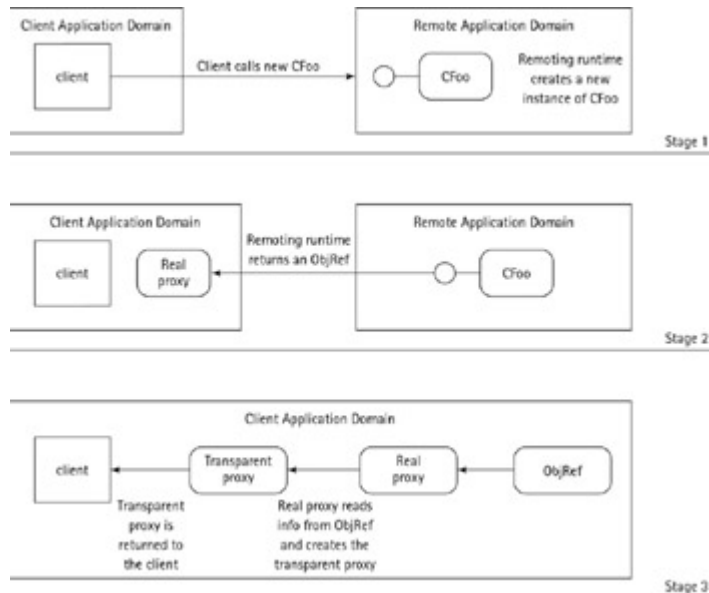 Client Application Domain
Remote Application Domain
client
Client calls new CFoo
CFoo
Remoting runtime
creates a new
instance of CFoo
Stage 1
Client Application Domain
Remote Application Domain
client
Real
proxy
Remoting runtime
returns an ObjRef
CFoo
Stage 2
Client Application Domain
client
Transparent
proxy
Real
proxy
ObjRef
Transparent
proxy is
returned to
the client
Real proxy reads
info from ObjRef
and creates the
transparent proxy
Stage 3